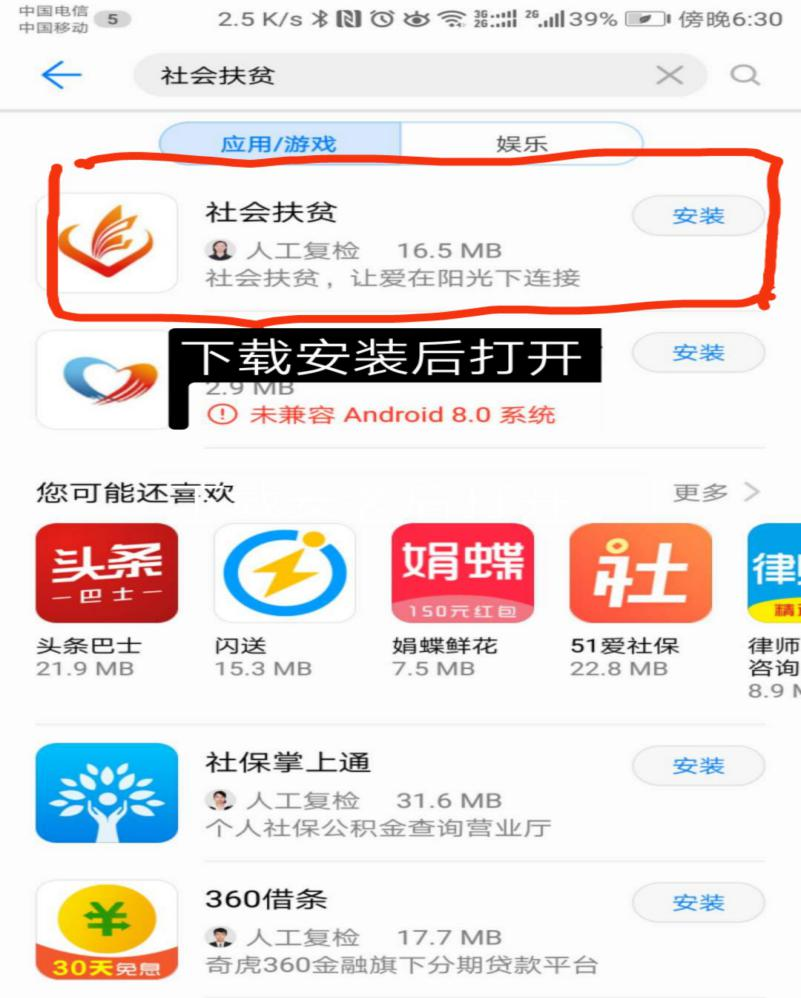 中国电信
中国移动
5
2.5 K/s 3G 2G 2G 39% 傍晚6:30
社会扶贫
应用/游戏 娱乐
社会扶贫
安装
人工复检 16.5 MB
社会扶贫，让爱在阳光下连接
下载安装后打开
安装
2.9 MB
未兼容 Android 8.0 系统
您可能还喜欢 更多
头条
一巴士一
娟蝶
150元红包
社
律
精
头条巴士 闪送 娟蝶鲜花 51爱社保 律师
咨询
21.9 MB 15.3 MB 7.5 MB 22.8 MB
8.9
社保掌上通
安装
人工复检 31.6 MB
个人社保公积金查询营业厅
360借条
安装
人工复检 17.7 MB
30天免息
奇虎360金融旗下分期贷款平台